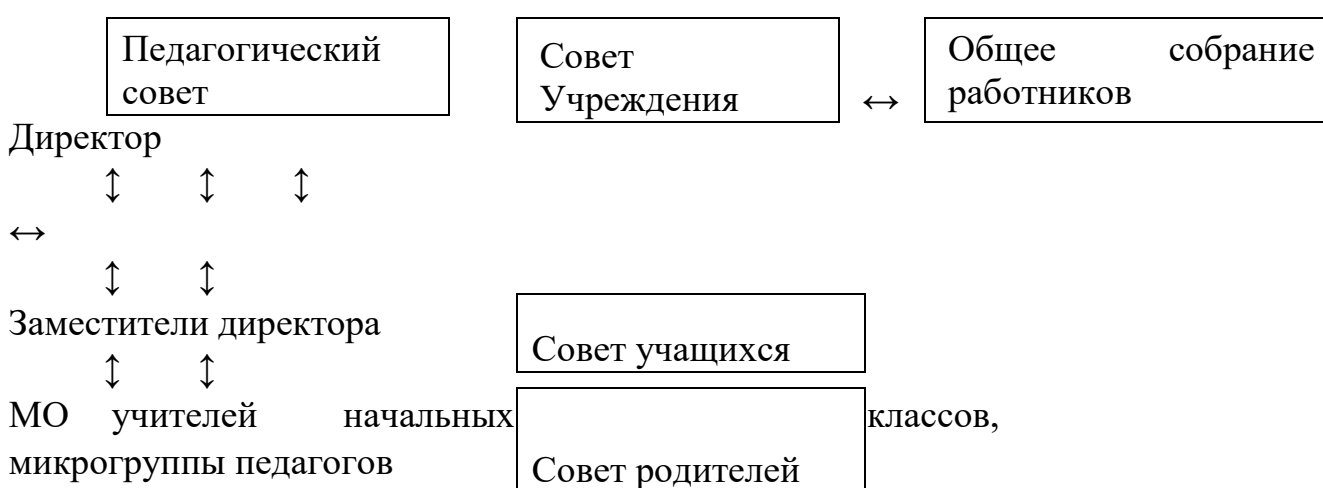 Педагогический совет
Совет Учреждения
↔
Общее собрание работников
Директор
↕ ↕ ↕
↔
↕ ↕
Заместители директора
Совет учащихся
↕ ↕
МО учителей начальных классов,
микрогруппы педагогов
Совет родителей